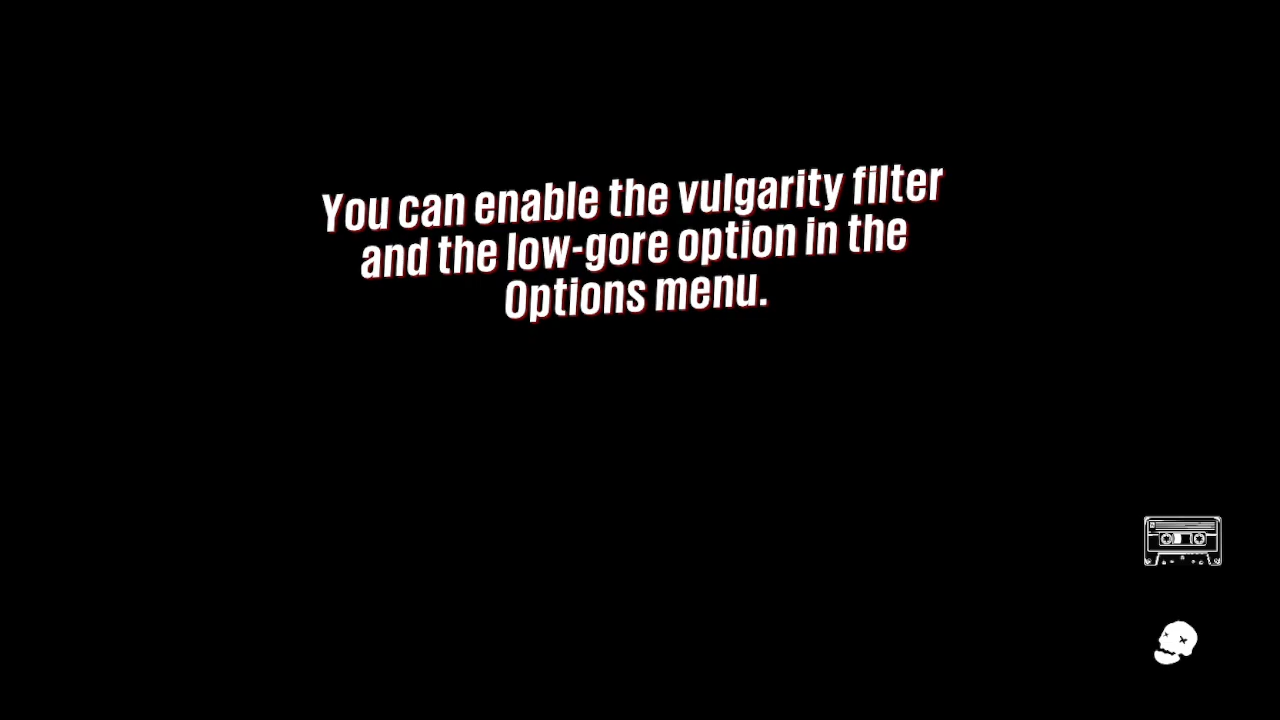 You can enable the vulgarity filter
and the low-gore option in the
Options menu.